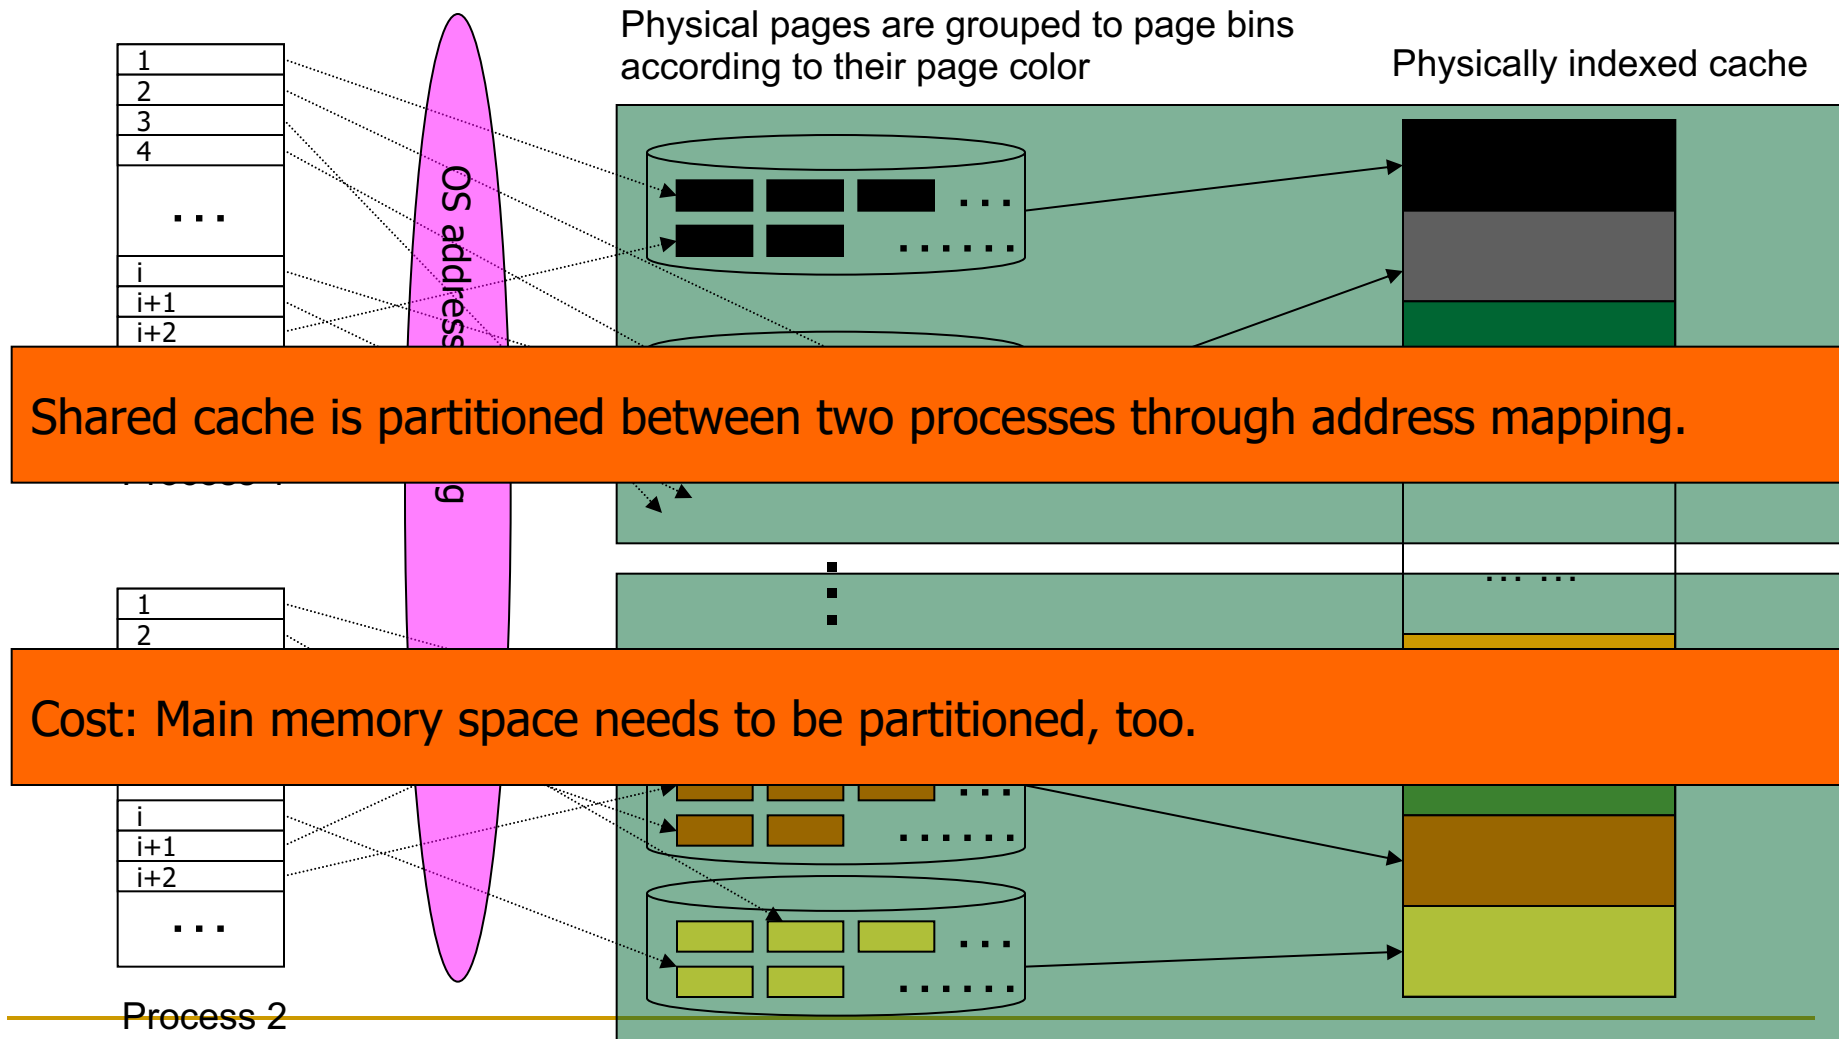 Physical pages are grouped to page bins
according to their page color
Physically indexed cache
1
2
3
4
...
i
i+1
i+2
OS address
g
... 
......
Shared cache is partitioned between two processes through address mapping.
... ...
1
2
Cost: Main memory space needs to be partitioned, too.
i
i+1
i+2
...
...
......
...
......
Process 2